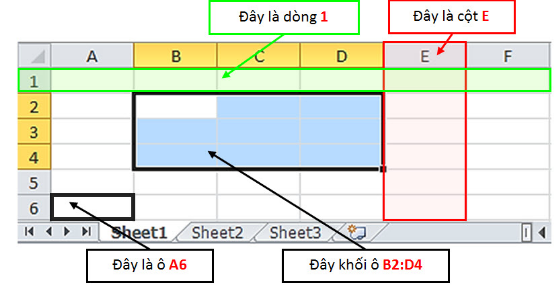 Đây là dòng 1
Đây là cột E
A B C D E F
1
2
3
4
5
6
Sheet1 Sheet2 Sheet3
Đây là ô A6
Đây khối ô B2:D4